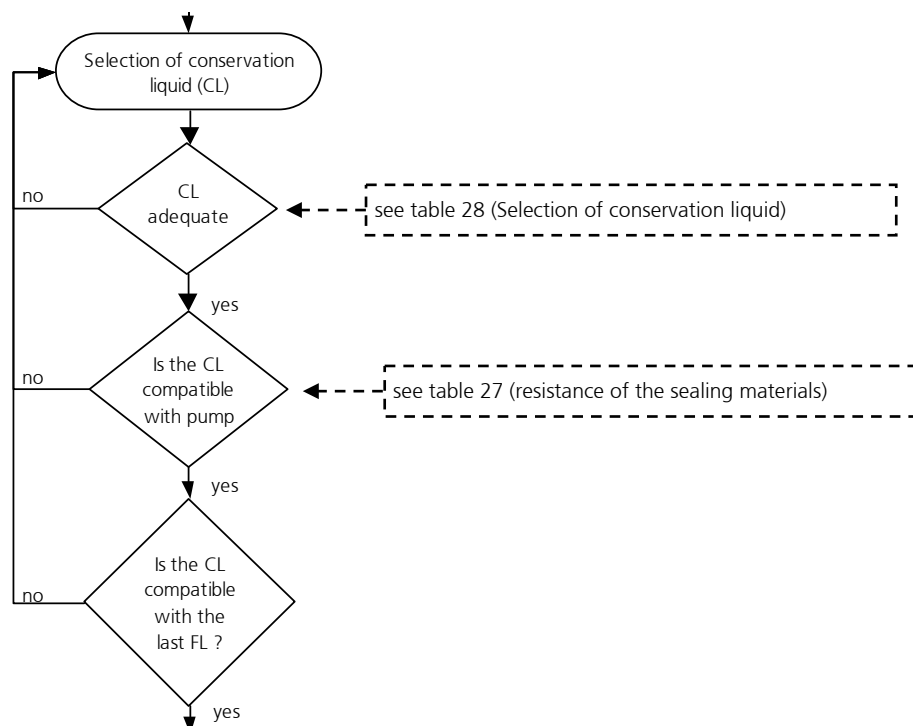 Selection of conservation
liquid (CL)
no
CL
adequate
see table 28 (Selection of conservation liquid)
yes
no
Is the CL
compatible
with pump
see table 27 (resistance of the sealing materials)
yes
no
Is the CL
compatible
with the
last FL ?
yes